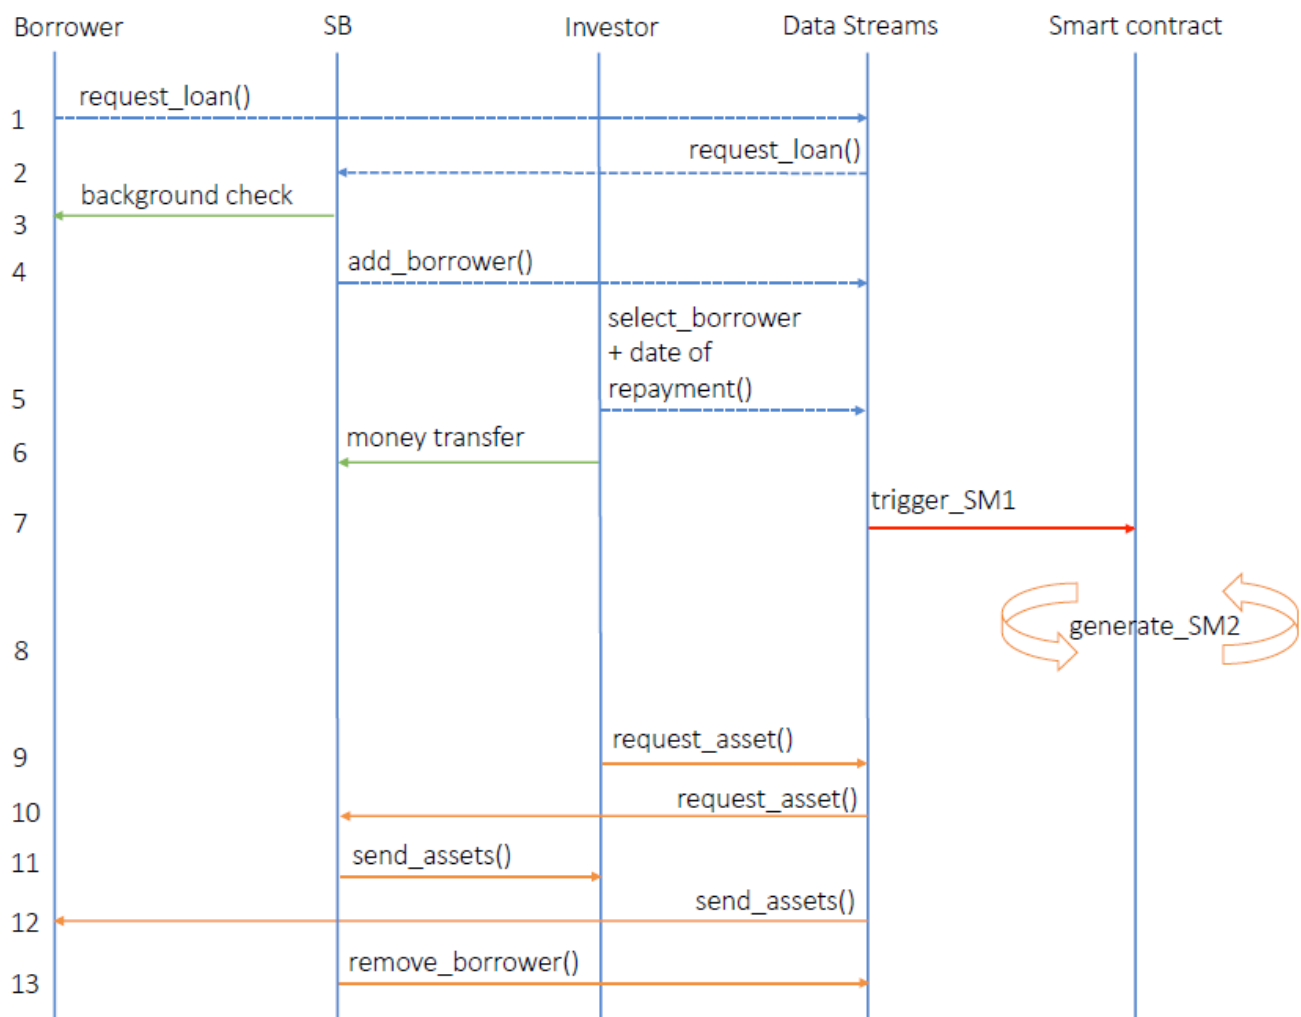 Borrower SB Investor Data Streams Smart contract
request_loan()
1
request_loan()
2
background check
3
add_borrower()
4
select_borrower
+ date of
repayment()
5
money transfer
6
trigger_SM1
7
generate_SM2
8
request_asset()
9
request_asset()
10
send_assets()
11
send_assets()
12
remove_borrower()
13